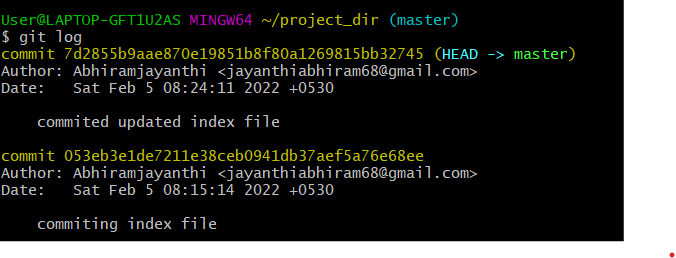 User@LAPTOP-GFT1U2AS MINGW64 ~/project_dir (master)
$ git log
commit 7d2855b9aae870e19851b8f80a1269815bb32745 (HEAD -> master)
Author: Abhiramjayanthi <jayanthiabhiram68@gmail.com>
Date:   Sat Feb 5 08:24:11 2022 +0530
    commited updated index file
commit 053eb3e1de7211e38ceb0941db37aef5a76e68ee
Author: Abhiramjayanthi <jayanthiabhiram68@gmail.com>
Date:   Sat Feb 5 08:15:14 2022 +0530
    commiting index file